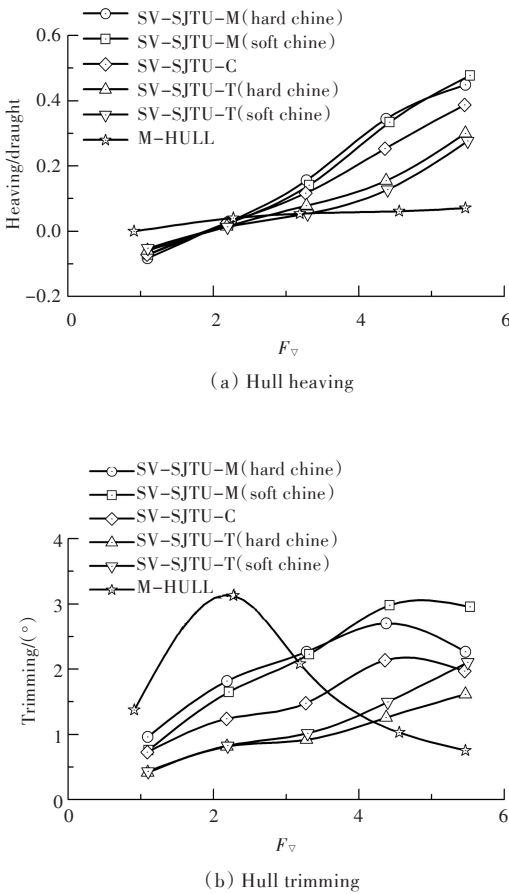 SV-SJTU-M(hard chine)
SV-SJTU-M(soft chine)
SV-SJTU-C
SV-SJTU-T(hard chine)
SV-SJTU-T(soft chine)
M-HULL
Heaving/draught
0.6
0.4
0.2
0.0
-0.2
0 2 4 6
F▽
(a) Hull heaving
SV-SJTU-M(hard chine)
SV-SJTU-M(soft chine)
SV-SJTU-C
SV-SJTU-T(hard chine)
SV-SJTU-T(soft chine)
M-HULL
Trimming/(°)
4
3
2
1
0
0 2 4 6
F▽
(b) Hull trimming